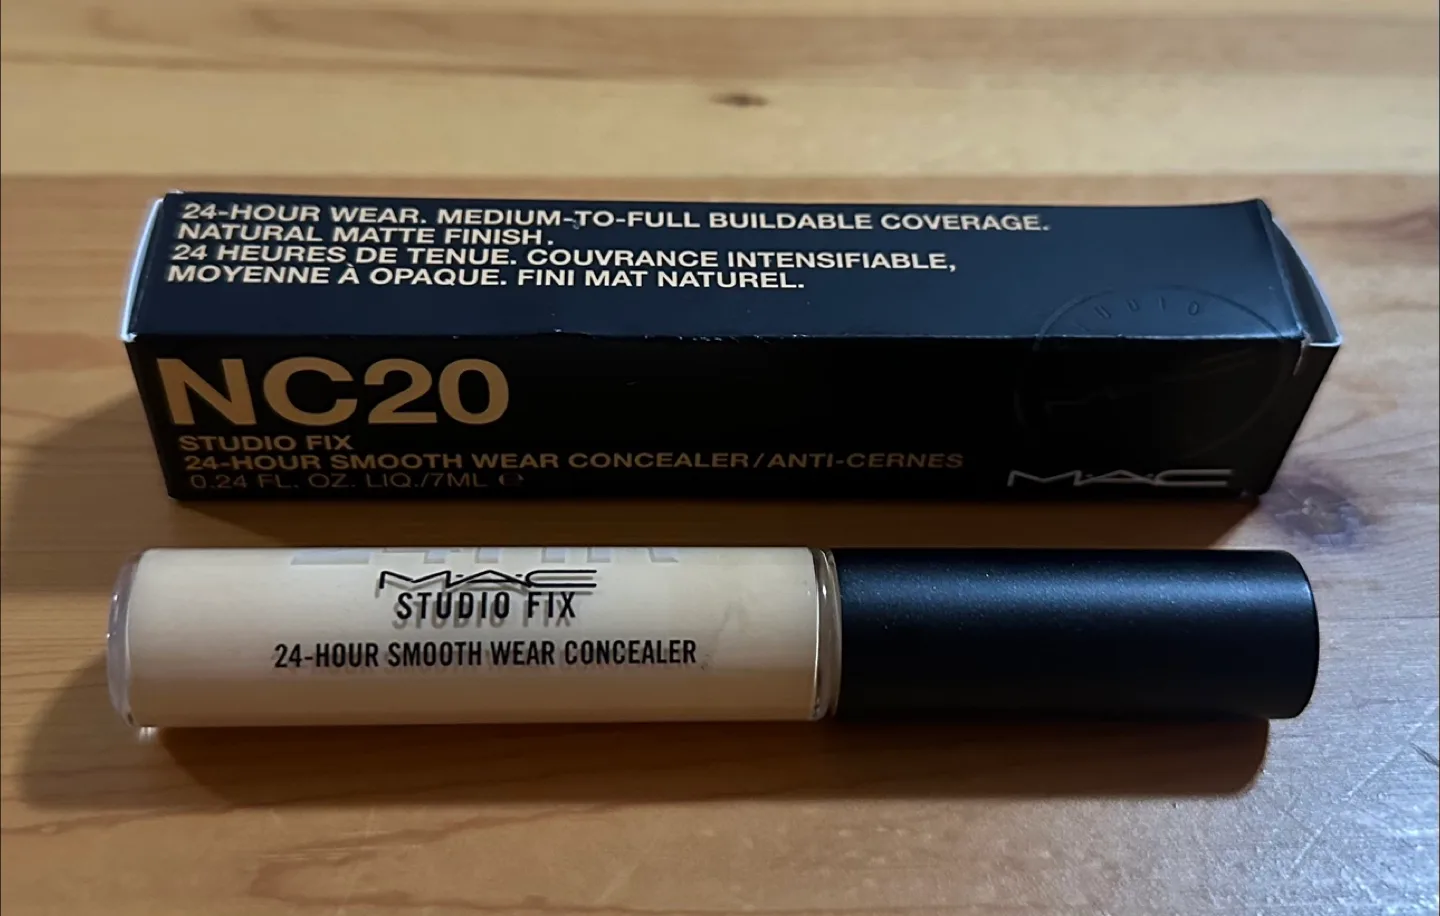 24-HOUR WEAR. MEDIUM-TO-FULL BUILDABLE COVERAGE.
NATURAL MATTE FINISH.
24 HEURES DE TENUE. COUVRANCE INTENSIFIABLE,
MOYENNE À OPAQUE. FINI MAT NATUREL.
NC20
STUDIO FIX
24-HOUR SMOOTH WEAR CONCEALER/ANTI-CERNES
0.24 FL. OZ. LIQ./7ML ℮
M·A·C
M·A·C
STUDIO FIX
24-HOUR SMOOTH WEAR CONCEALER